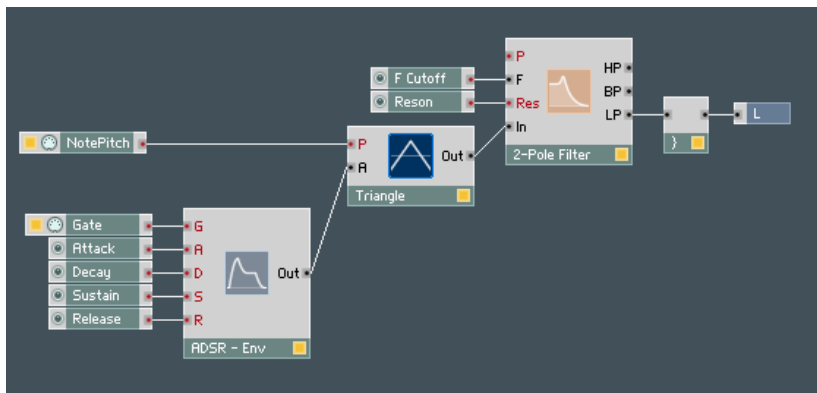 F Cutoff
Reson
P
F
Res
In
HP
BP
LP
2-Pole Filter
}
L
NotePitch
P
A
Out
Triangle
Gate
Attack
Decay
Sustain
Release
G
A
D
S
R
Out
ADSR - Env